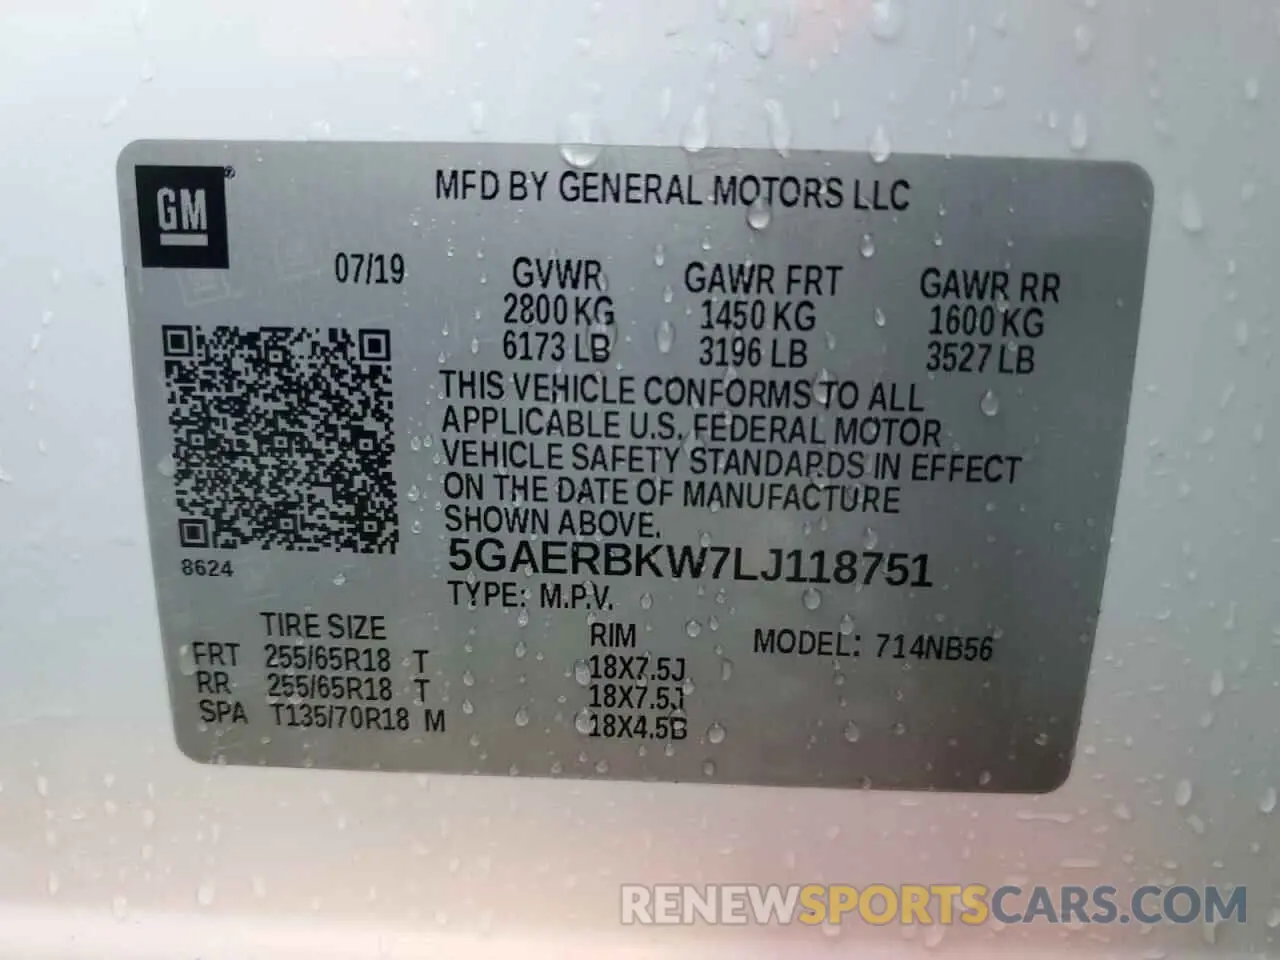 GM®
MFD BY GENERAL MOTORS LLC
07/19 GVWR GAWR FRT GAWR RR
2800 KG 1450 KG 1600 KG
6173 LB 3196 LB 3527 LB
THIS VEHICLE CONFORMS TO ALL
APPLICABLE U.S. FEDERAL MOTOR
VEHICLE SAFETY STANDARDS IN EFFECT
ON THE DATE OF MANUFACTURE
SHOWN ABOVE.
8624
5GAERBKW7LJ118751
TYPE: M.P.V.
TIRE SIZE RIM MODEL: 714NB56
FRT 255/65R18 T 18X7.5J
RR 255/65R18 T 18X7.5J
SPA T135/70R18 M 18X4.5B
RENEWSPORTSCARS.COM